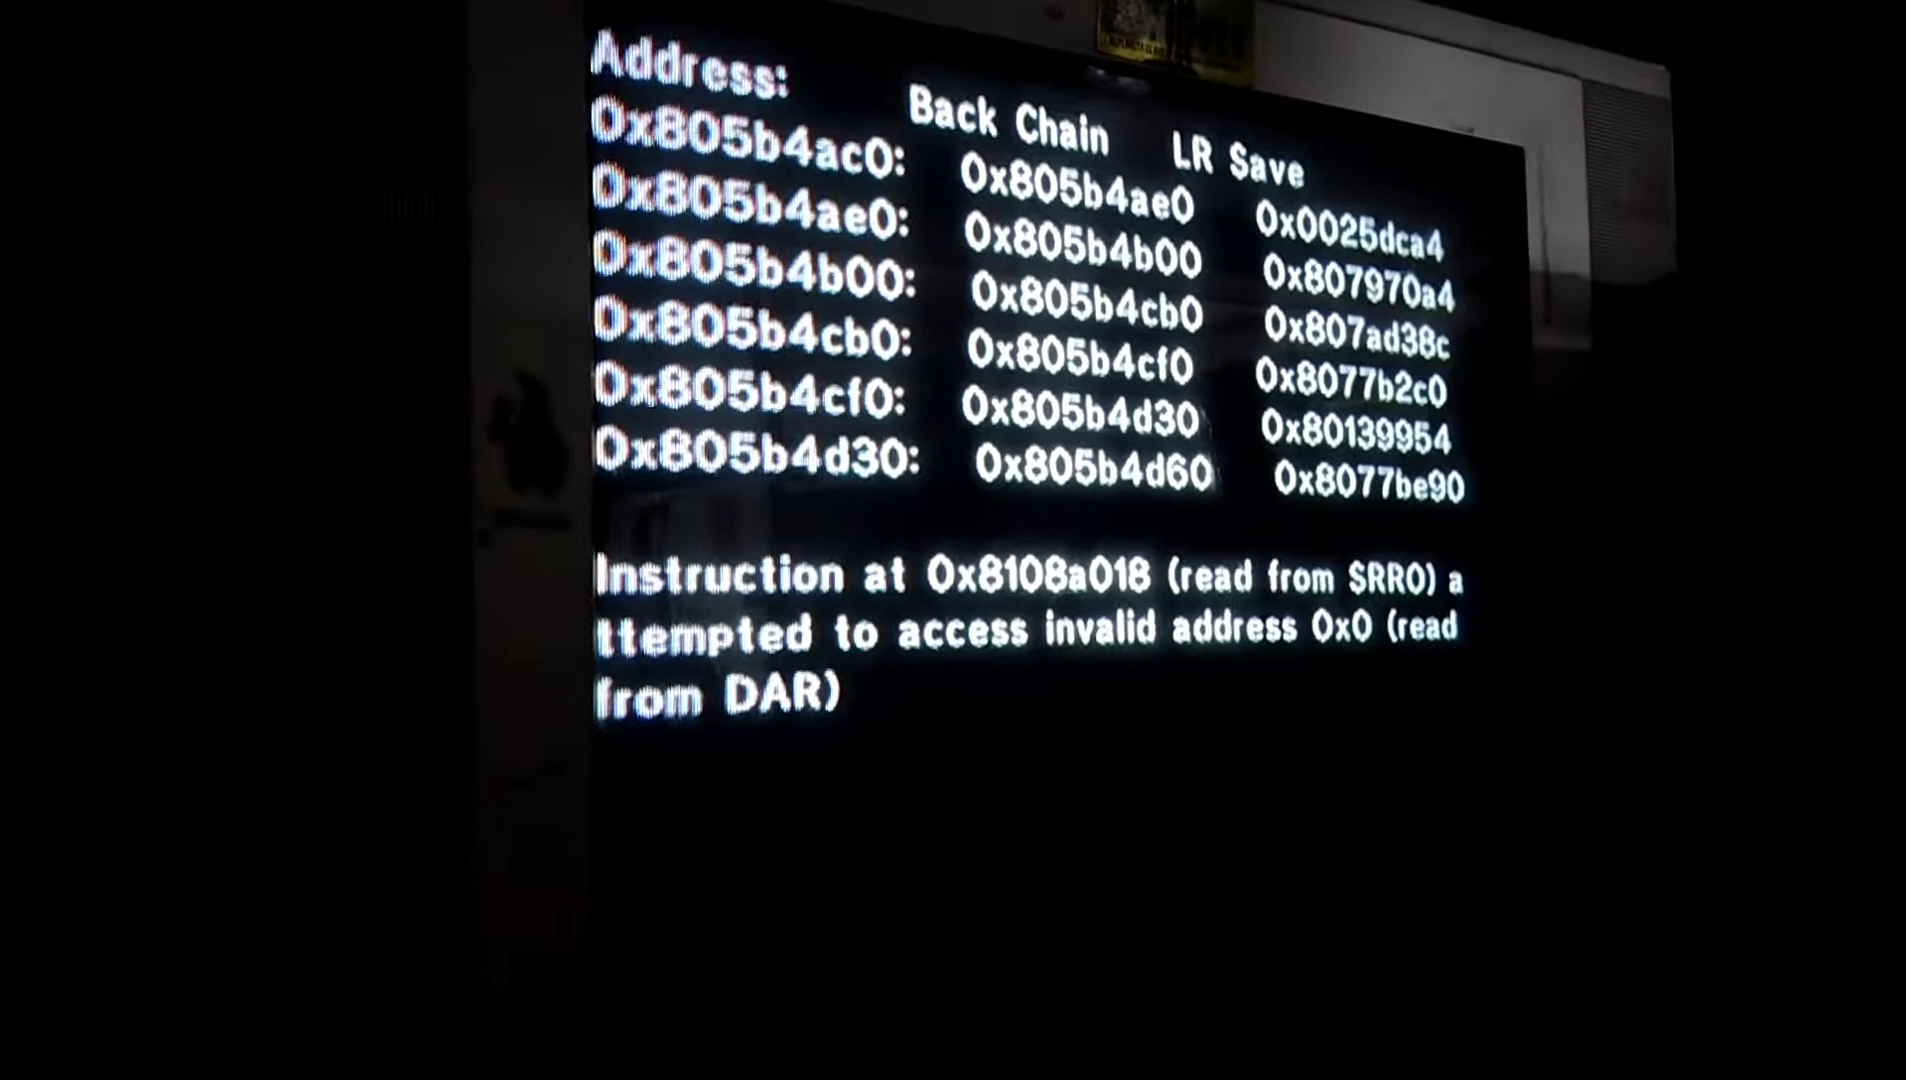 Address: Back Chain LR Save
0x805b4ac0: 0x805b4ae0 0x0025dca4
0x805b4ae0: 0x805b4b00 0x807970a4
0x805b4b00: 0x805b4cb0 0x807ad38c
0x805b4cb0: 0x805b4cf0 0x8077b2c0
0x805b4cf0: 0x805b4d30 0x80139954
0x805b4d30: 0x805b4d60 0x8077be90
Instruction at 0x8108a018 (read from SRR0) a
ttempted to access invalid address 0x0 (read
from DAR)